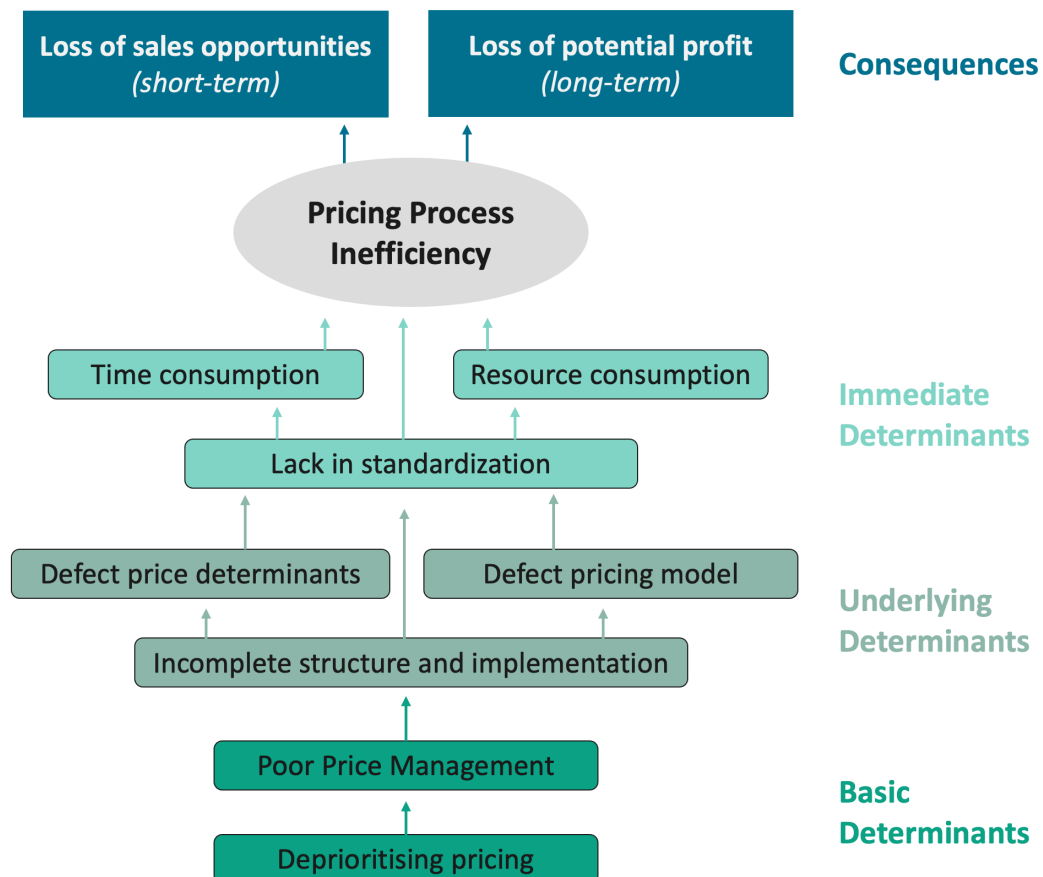 Loss of sales opportunities
(short-term)
Loss of potential profit
(long-term)
Consequences
Pricing Process
Inefficiency
Time consumption
Resource consumption
Immediate
Determinants
Lack in standardization
Defect price determinants
Defect pricing model
Underlying
Determinants
Incomplete structure and implementation
Poor Price Management
Basic
Determinants
Deprioritising pricing